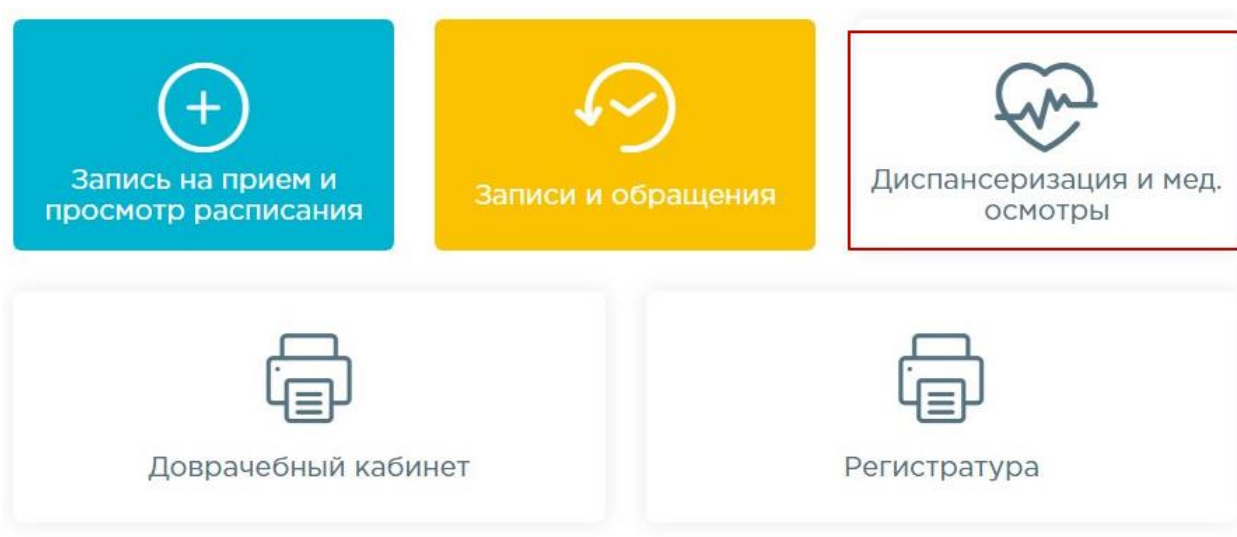 Запись на прием и
просмотр расписания
Записи и обращения
Диспансеризация и мед.
осмотры
Доврачебный кабинет
Регистратура